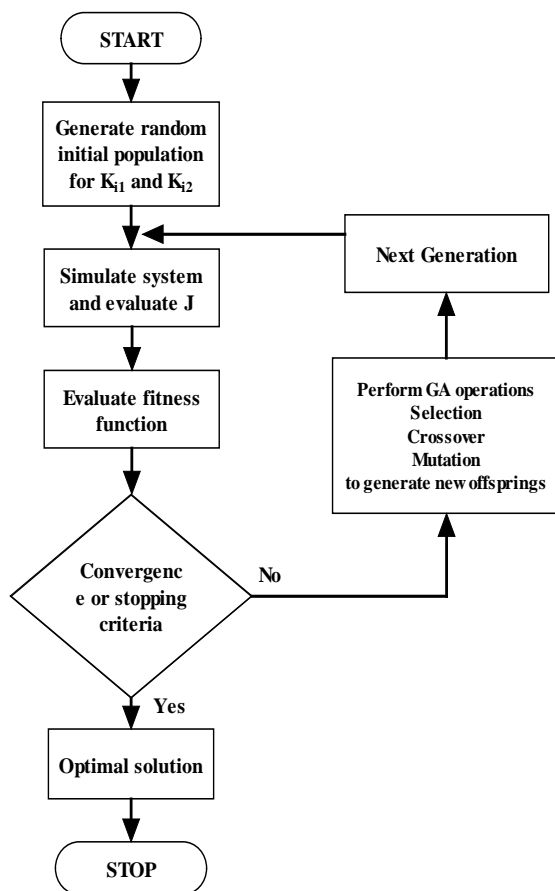 START
Generate random
initial population
for Ki1 and Ki2
Simulate system
and evaluate J
Next Generation
Evaluate fitness
function
Perform GA operations
Selection
Crossover
Mutation
to generate new offsprings
Convergenc
e or stopping
criteria
No
Yes
Optimal solution
STOP